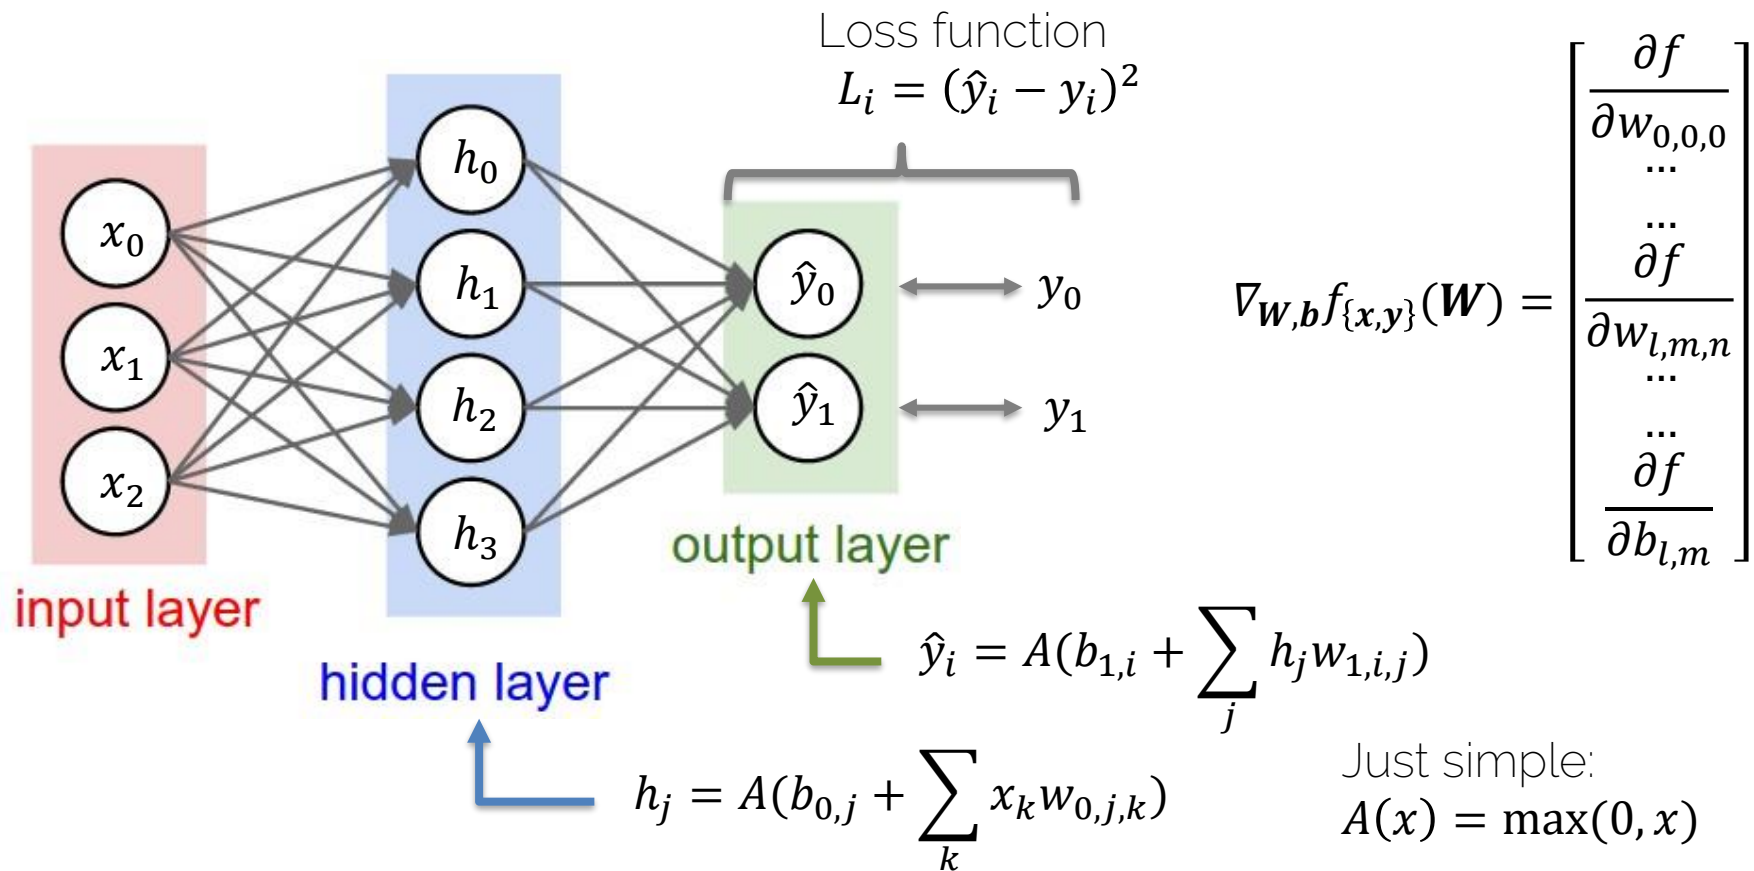 Loss function
L_i = (ŷ_i − y_i)^2
x_0
x_1
x_2
input layer
h_0
h_1
h_2
h_3
hidden layer
ŷ_0
ŷ_1
output layer
y_0
y_1
∇_{W,b} f_{x,y} (W) =
∂f
∂w_{0,0,0}
...
...
∂f
∂w_{l,m,n}
...
...
∂f
∂b_{l,m}
ŷ_i = A(b_{1,i} + ∑_j h_j w_{1,i,j})
h_j = A(b_{0,j} + ∑_k x_k w_{0,j,k})
Just simple:
A(x) = max(0, x)